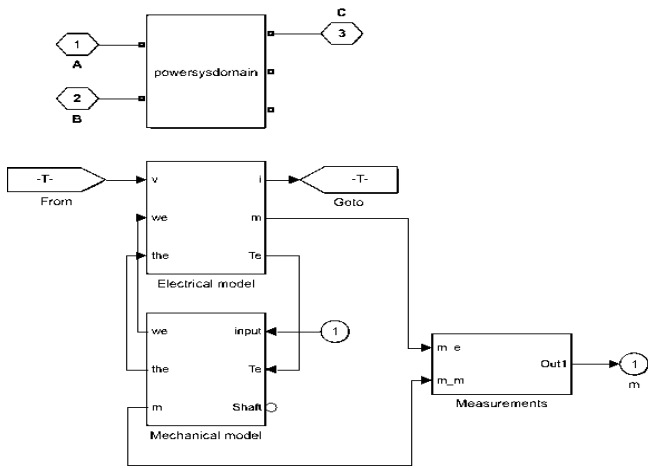 C
1
3
A
powersysdomain
2
B
-T-
v
i
-T-
From
Goto
we
m
the
Te
Electrical model
we
input
1
the
Te
m_e
Out1
1
m_m
m
m
Shaft
Measurements
Mechanical model